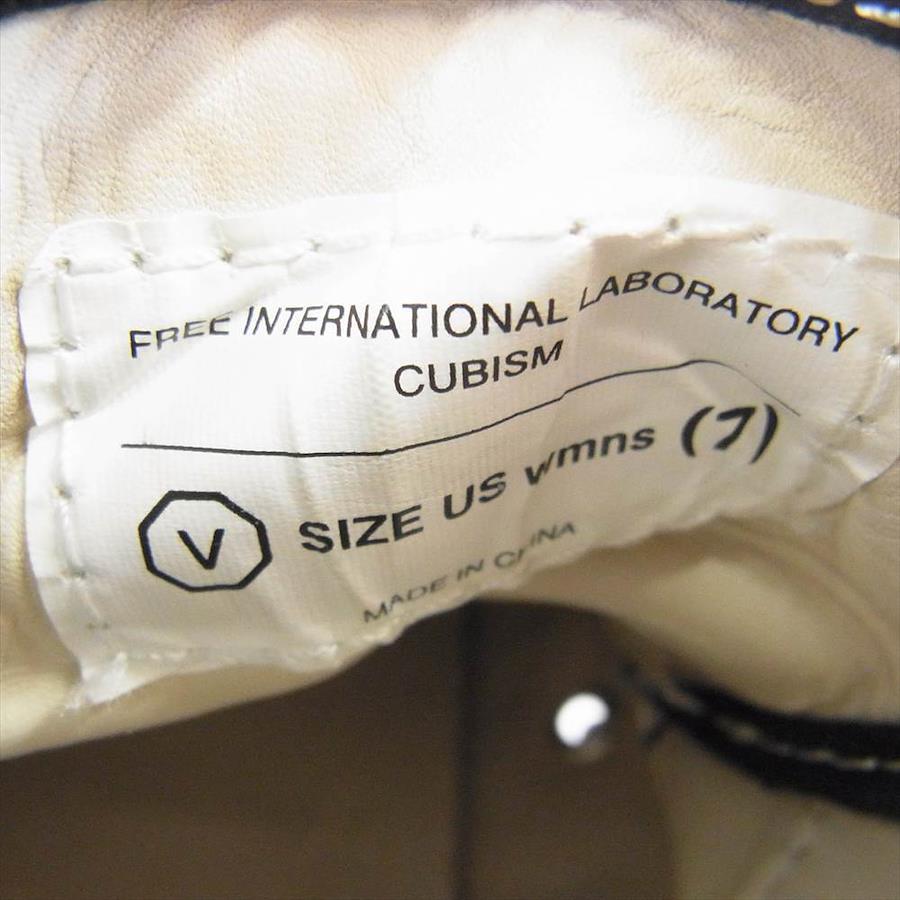 FREE INTERNATIONAL LABORATORY
CUBISM
V SIZE US wmns (7)
MADE IN CHINA